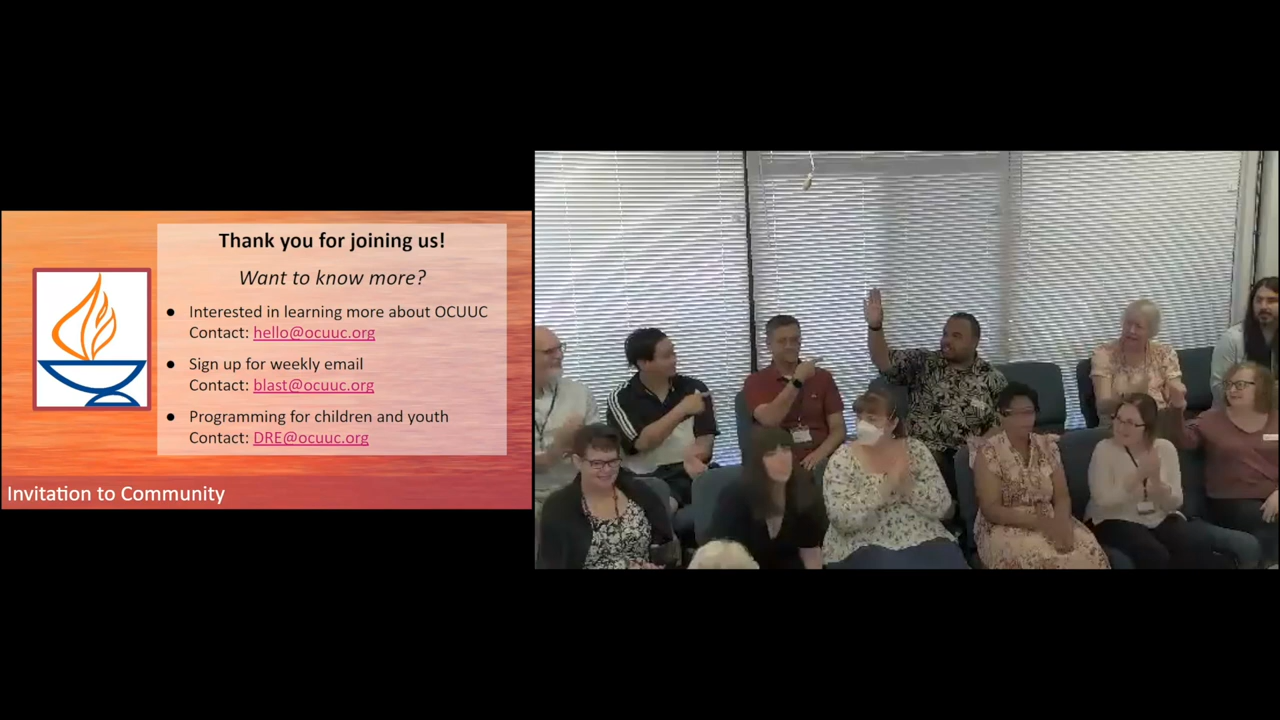 Thank you for joining us!
Want to know more?
● Interested in learning more about OCUUC
Contact: hello@ocuuc.org
● Sign up for weekly email
Contact: blast@ocuuc.org
● Programming for children and youth
Contact: DRE@ocuuc.org
Invitation to Community